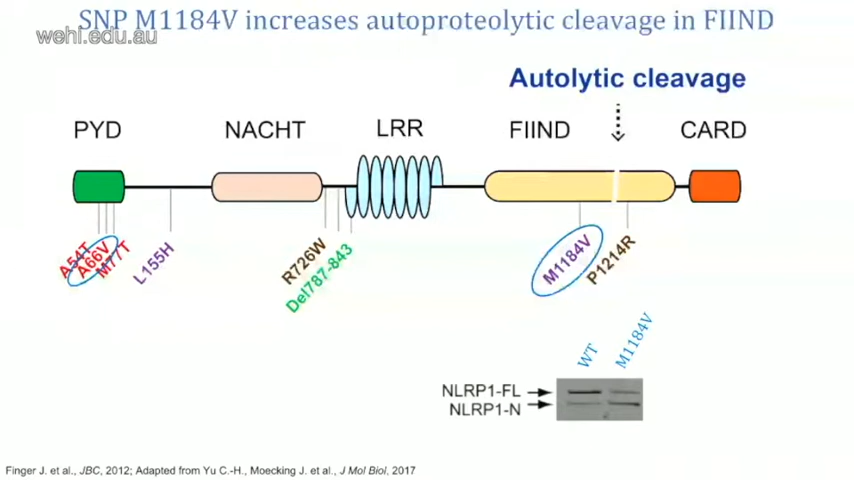 SNP M1184V increases autoproteolytic cleavage in FIIND
wehi.edu.au
Autolytic cleavage
PYD NACHT LRR FIIND CARD
A54T
A66V
M77T
L155H
R726W
Del787-843
M1184V
P1214R
WT M1184V
NLRP1-FL
NLRP1-N
Finger J. et al., JBC, 2012; Adapted from Yu C.-H., Moecking J. et al., J Mol Biol, 2017